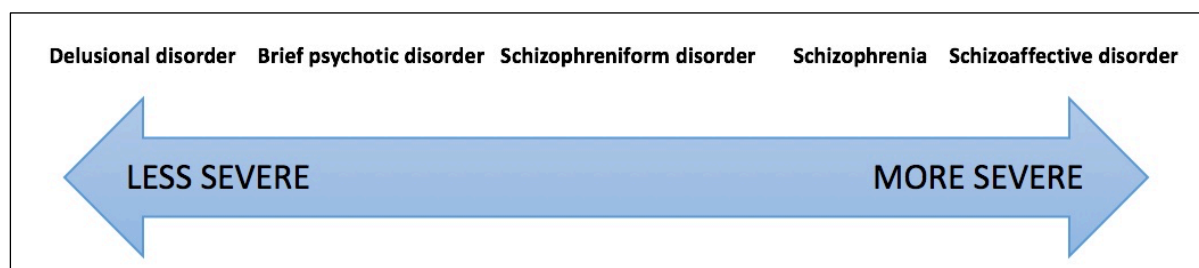 Delusional disorder Brief psychotic disorder Schizophreniform disorder Schizophrenia Schizoaffective disorder
LESS SEVERE MORE SEVERE